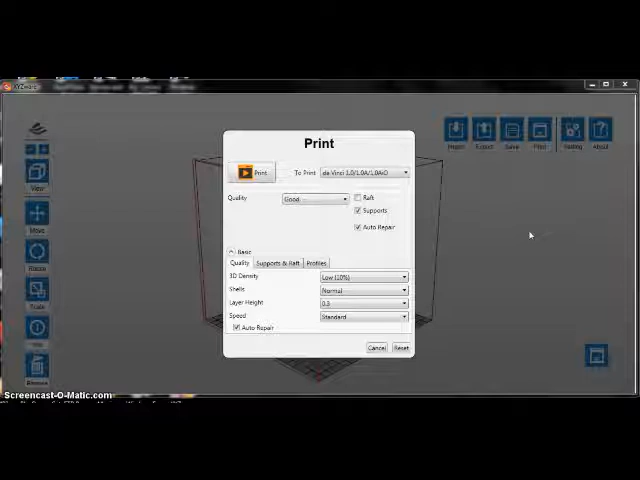 XYZware
Print
Import Export Save Print Setting About
Print To Print da Vinci 1.0/1.0A/1.0AiO
View
Quality Good Raft
Supports
Move
Auto Repair
Basic
Rotate
Quality Supports & Raft Profiles
3D Density Low (10%)
Shells Normal
Scale
Layer Height 0.3
Speed Standard
Auto Repair
Info
Cancel Reset
Remove
Screencast-O-Matic.com